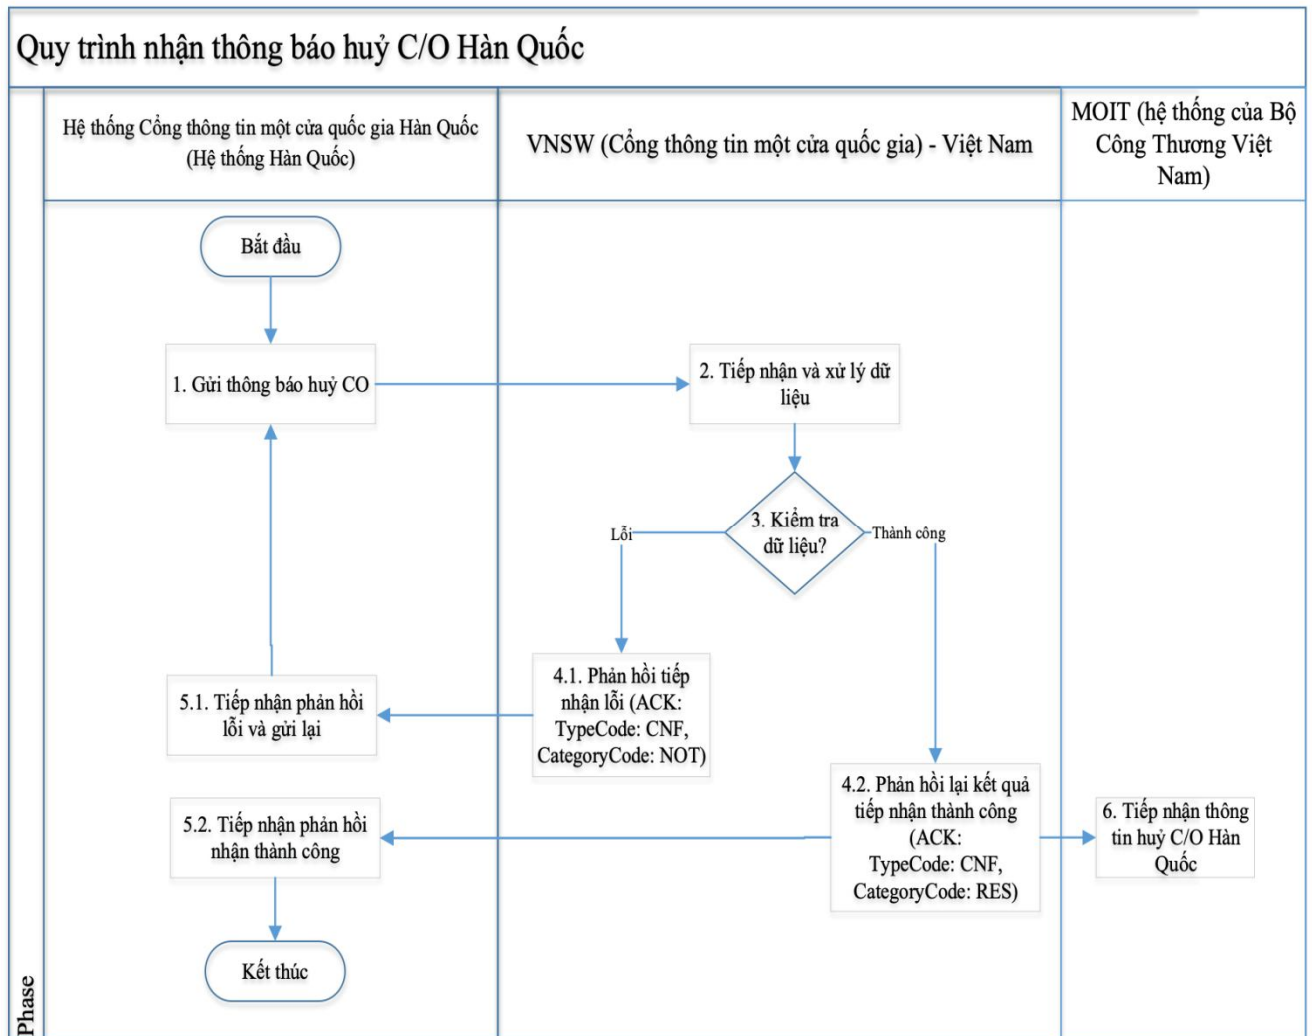 Quy trình nhận thông báo huỷ C/O Hàn Quốc
Hệ thống Cổng thông tin một cửa quốc gia Hàn Quốc
(Hệ thống Hàn Quốc)
VNSW (Cổng thông tin một cửa quốc gia) - Việt Nam
MOIT (hệ thống của Bộ
Công Thương Việt
Nam)
Bắt đầu
1. Gửi thông báo huỷ CO
2. Tiếp nhận và xử lý dữ
liệu
3. Kiểm tra
dữ liệu?
Lỗi
Thành công
4.1. Phản hồi tiếp
nhận lỗi (ACK:
TypeCode: CNF,
CategoryCode: NOT)
5.1. Tiếp nhận phản hồi
lỗi và gửi lại
4.2. Phản hồi lại kết quả
tiếp nhận thành công
(ACK:
TypeCode: CNF,
CategoryCode: RES)
5.2. Tiếp nhận phản hồi
nhận thành công
6. Tiếp nhận thông
tin huỷ C/O Hàn
Quốc
Kết thúc
Phase